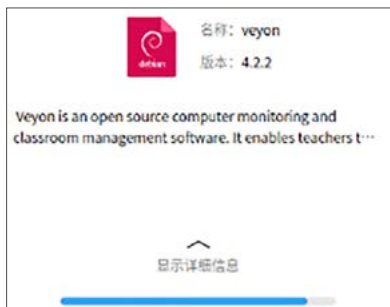 debian
名称: veyon
版本: 4.2.2
Veyon is an open source computer monitoring and
classroom management software. It enables teachers t···
显示详细信息